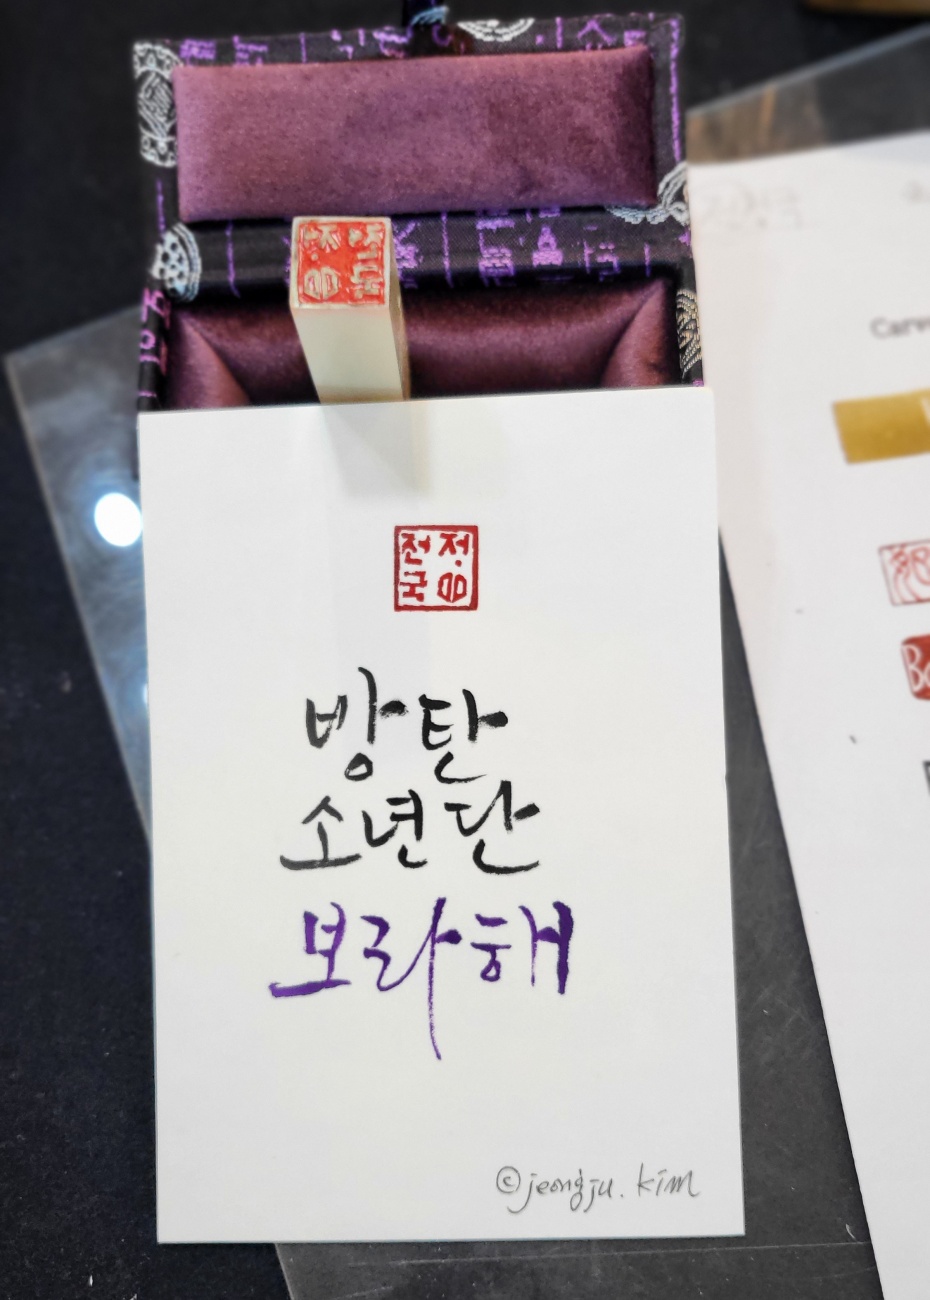 전정
국
방탄
소년단
보라해
©jeongju. kim